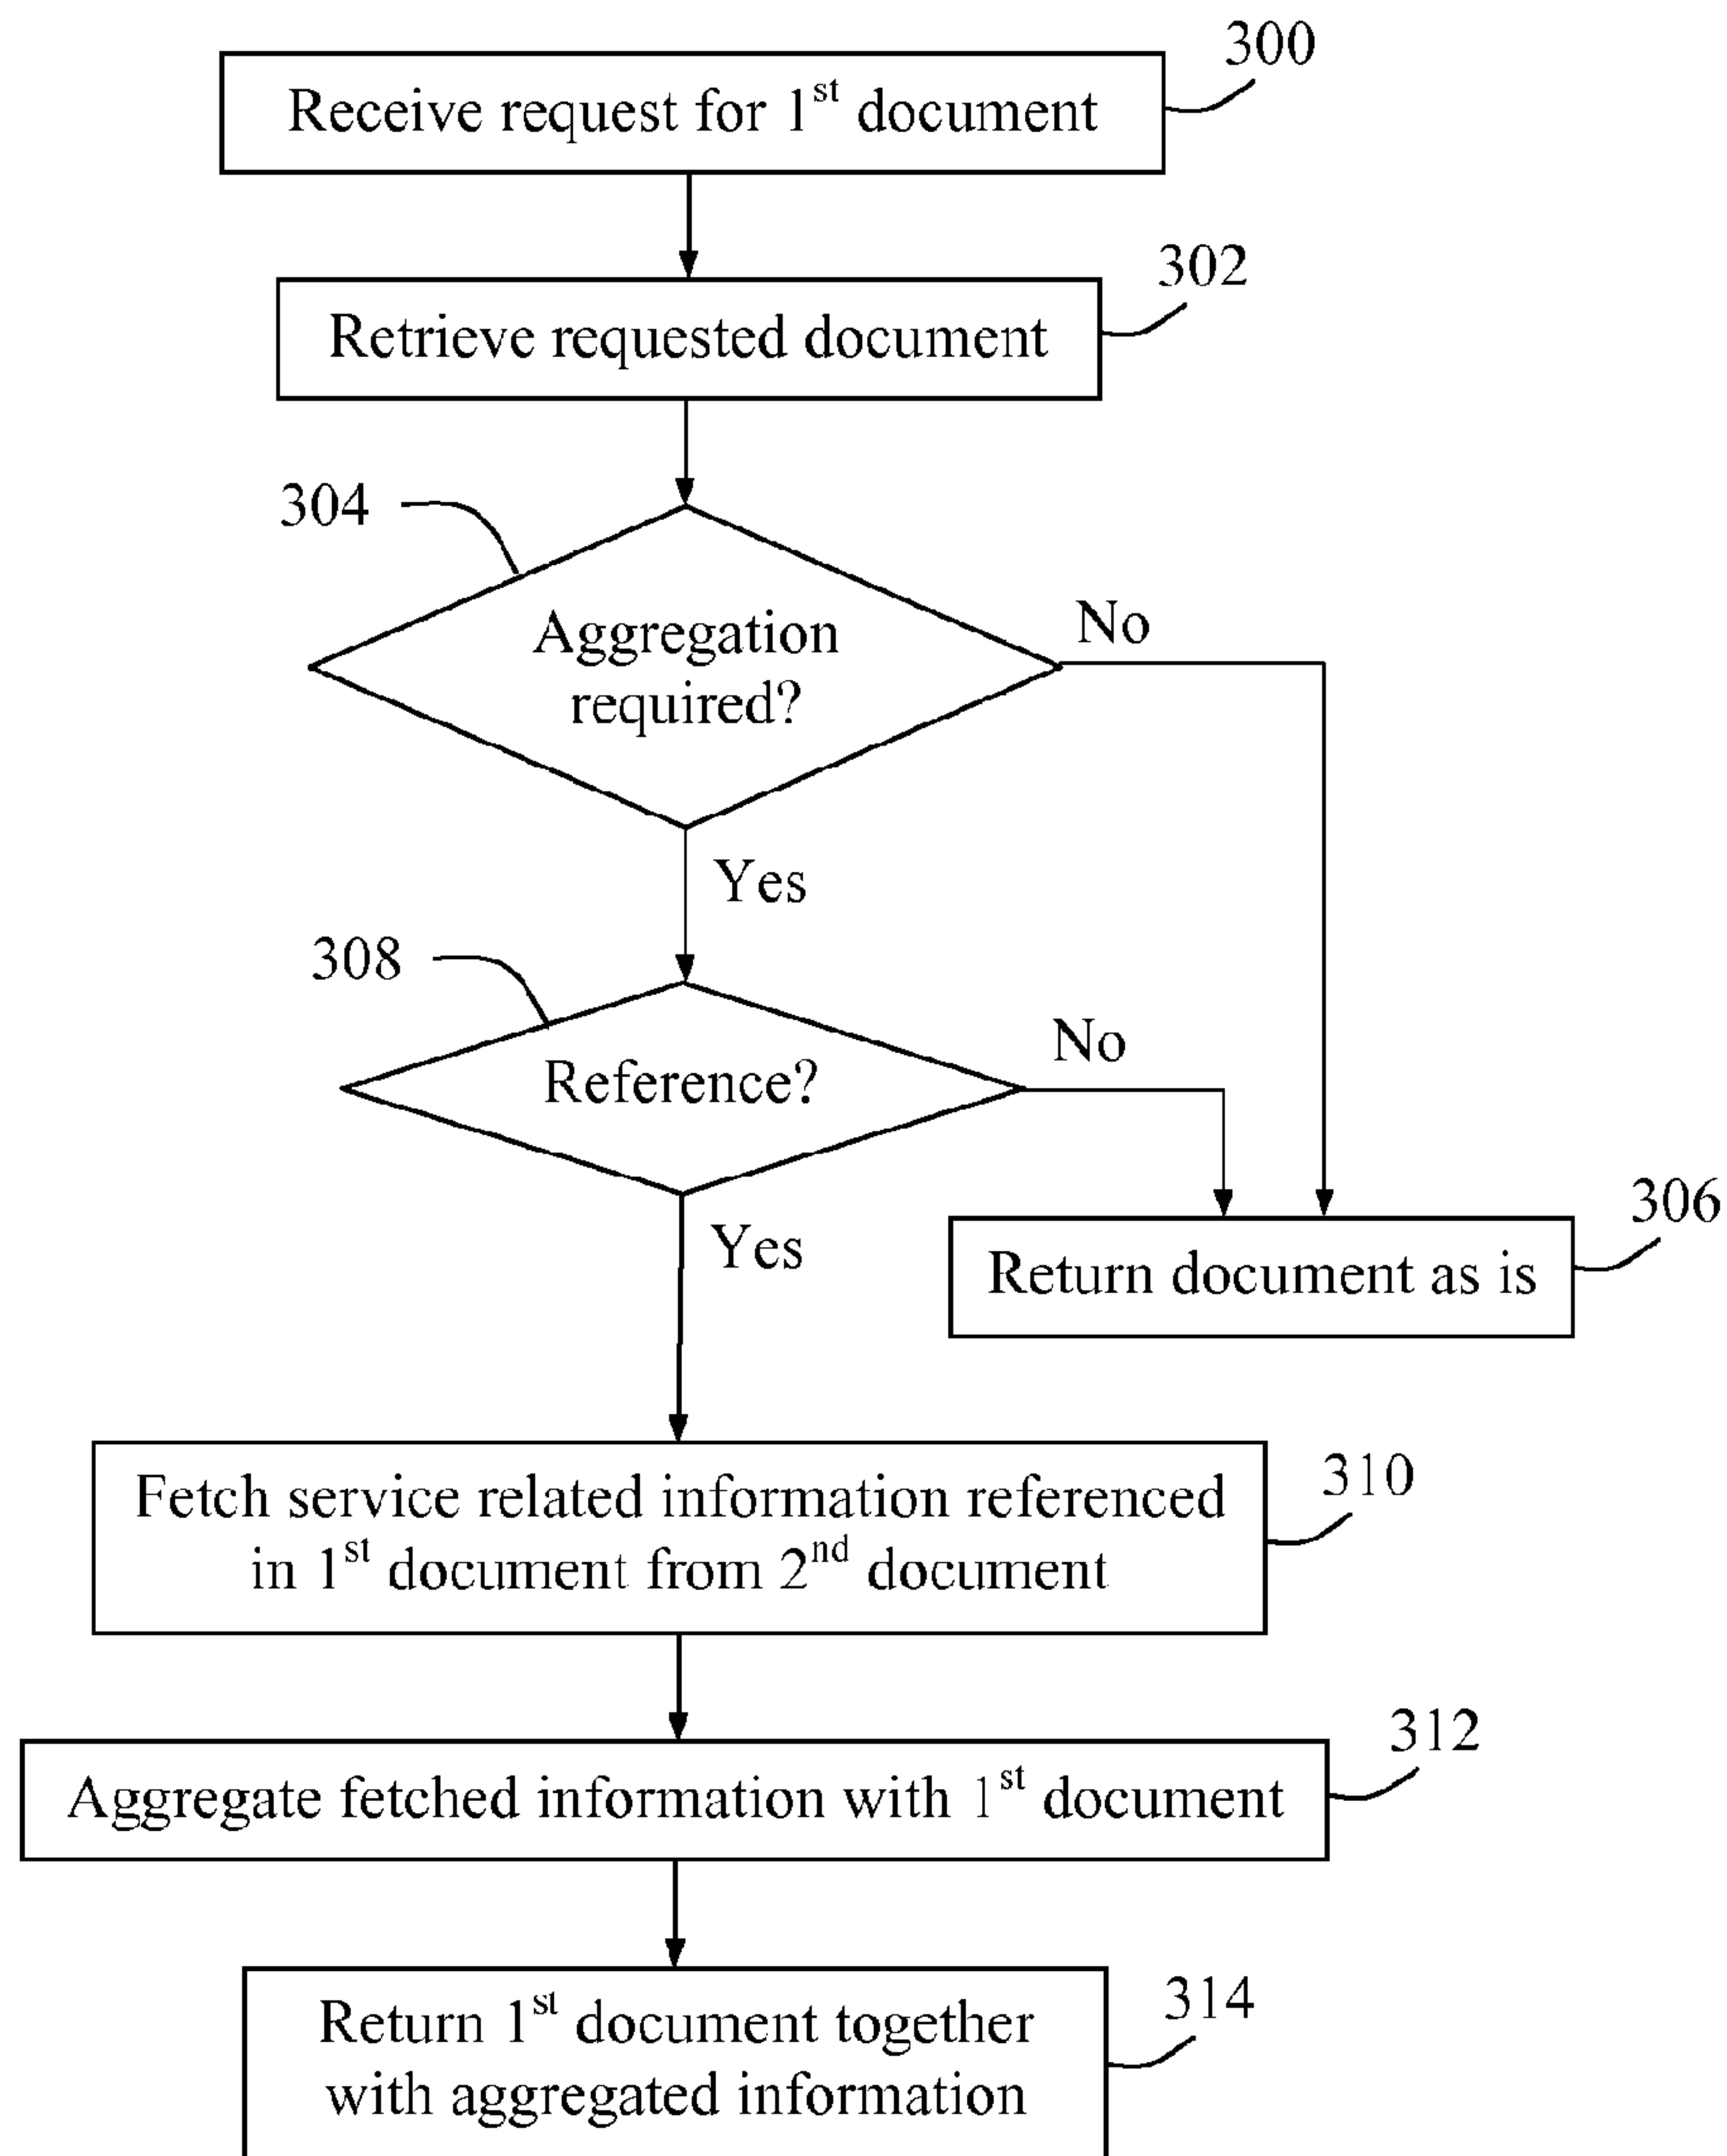 300
Receive request for 1st document
302
Retrieve requested document
304
Aggregation
required?
No
Yes
308
Reference?
No
Yes
306
Return document as is
310
Fetch service related information referenced
in 1st document from 2nd document
312
Aggregate fetched information with 1st document
314
Return 1st document together
with aggregated information